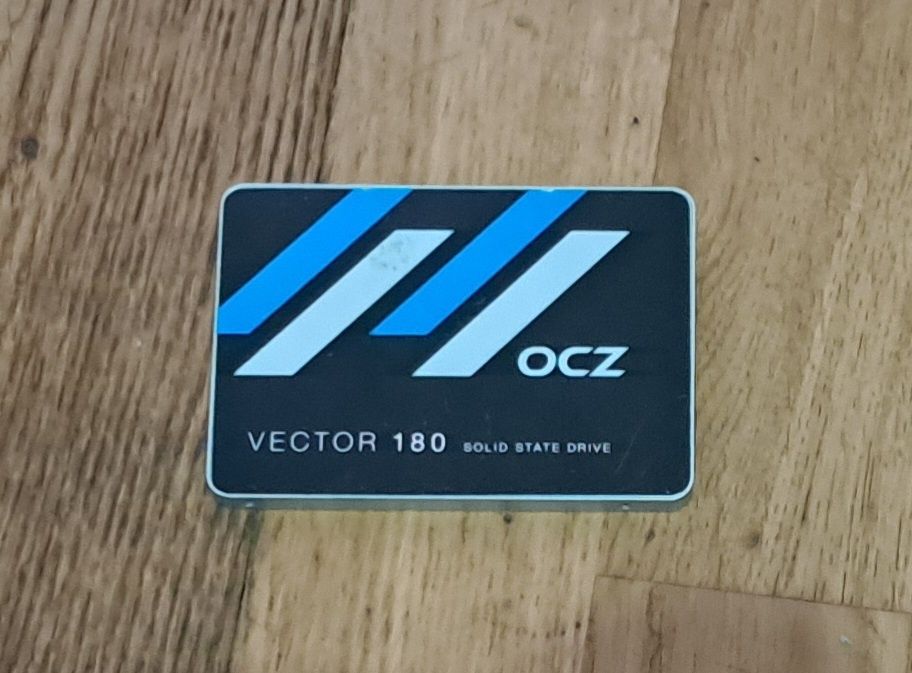 OCZ
VECTOR 180 SOLID STATE DRIVE